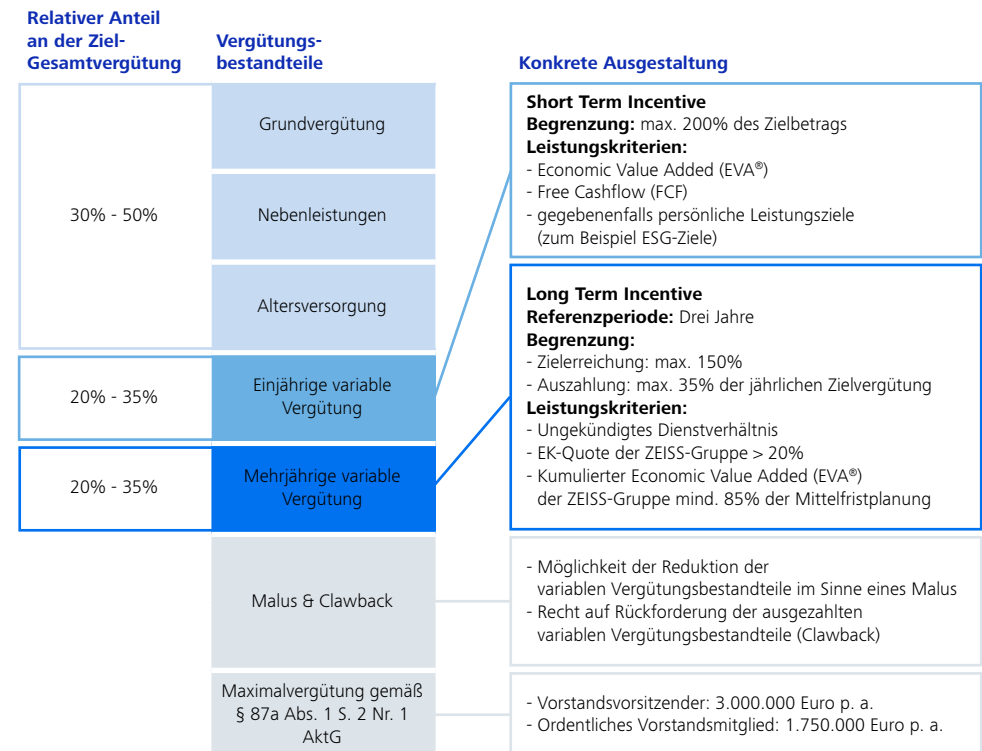 Relativer Anteil
an der Ziel-
Gesamtvergütung
Vergütungs-
bestandteile
Konkrete Ausgestaltung
30% - 50%
Grundvergütung
Nebenleistungen
Altersversorgung
20% - 35%
Einjährige variable
Vergütung
20% - 35%
Mehrjährige variable
Vergütung
Malus & Clawback
Maximalvergütung gemäß
§ 87a Abs. 1 S. 2 Nr. 1
AktG
Short Term Incentive
Begrenzung: max. 200% des Zielbetrags
Leistungskriterien:
- Economic Value Added (EVA®)
- Free Cashflow (FCF)
- gegebenenfalls persönliche Leistungsziele
(zum Beispiel ESG-Ziele)
Long Term Incentive
Referenzperiode: Drei Jahre
Begrenzung:
- Zielerreichung: max. 150%
- Auszahlung: max. 35% der jährlichen Zielvergütung
Leistungskriterien:
- Ungekündigtes Dienstverhältnis
- EK-Quote der ZEISS-Gruppe > 20%
- Kumulierter Economic Value Added (EVA®)
der ZEISS-Gruppe mind. 85% der Mittelfristplanung
- Möglichkeit der Reduktion der
variablen Vergütungsbestandteile im Sinne eines Malus
- Recht auf Rückforderung der ausgezahlten
variablen Vergütungsbestandteile (Clawback)
- Vorstandsvorsitzender: 3.000.000 Euro p. a.
- Ordentliches Vorstandsmitglied: 1.750.000 Euro p. a.